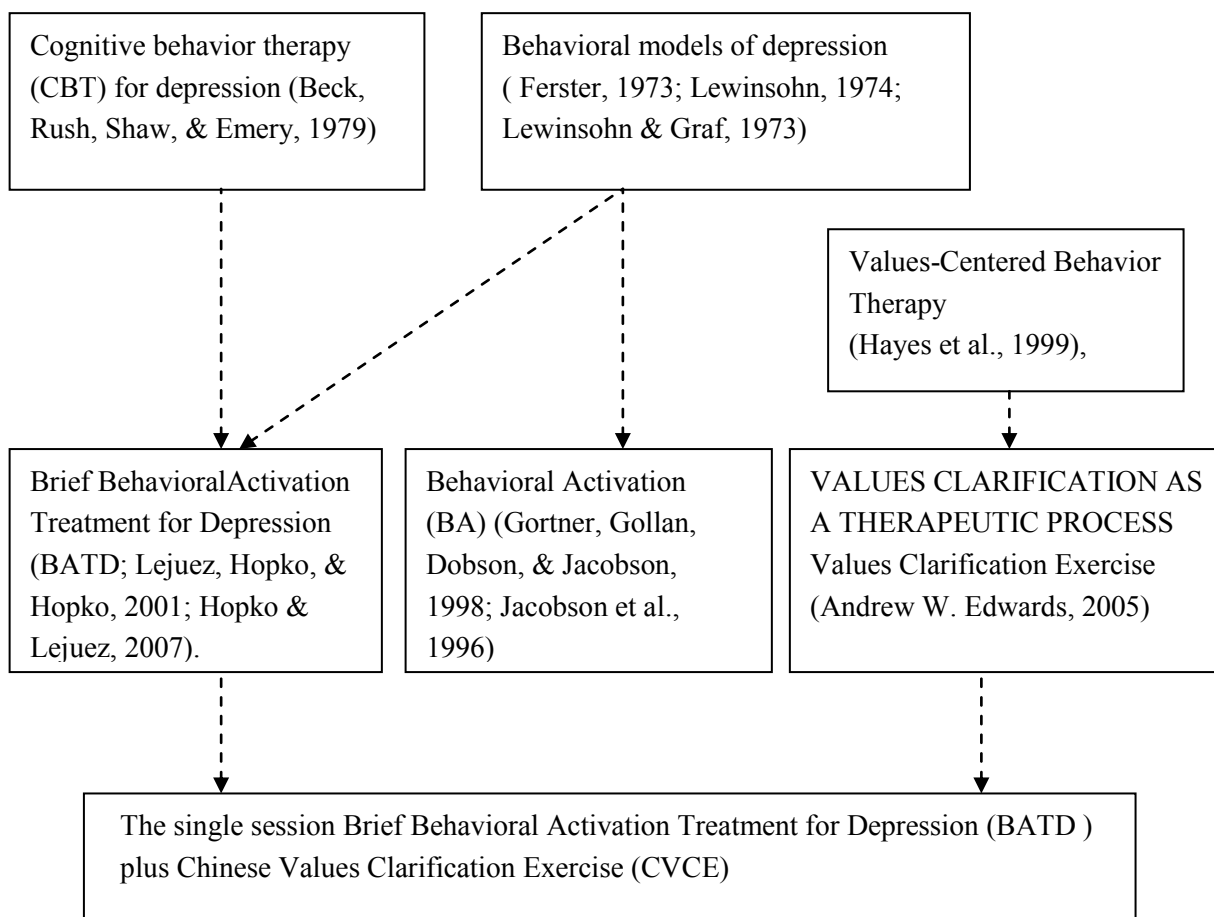 Cognitive behavior therapy
(CBT) for depression (Beck,
Rush, Shaw, & Emery, 1979)
Behavioral models of depression
( Ferster, 1973; Lewinsohn, 1974;
Lewinsohn & Graf, 1973)
Values-Centered Behavior
Therapy
(Hayes et al., 1999),
Brief BehavioralActivation
Treatment for Depression
(BATD; Lejuez, Hopko, &
Hopko, 2001; Hopko &
Lejuez, 2007).
Behavioral Activation
(BA) (Gortner, Gollan,
Dobson, & Jacobson,
1998; Jacobson et al.,
1996)
VALUES CLARIFICATION AS
A THERAPEUTIC PROCESS
Values Clarification Exercise
(Andrew W. Edwards, 2005)
The single session Brief Behavioral Activation Treatment for Depression (BATD )
plus Chinese Values Clarification Exercise (CVCE)